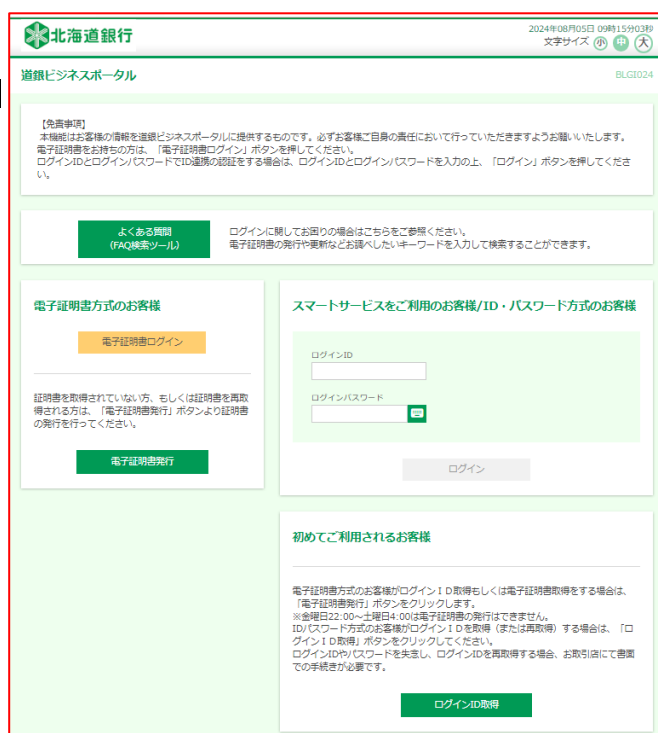 北海道銀行
2024年08月05日 09時15分03秒
文字サイズ 小 中 大
道銀ビジネスポータル
BLGI024
【免責事項】
本機能はお客様の情報を道銀ビジネスポータルに提供するものです。必ずお客様ご自身の責任において行っていただきますようお願いいたします。
電子証明書をお持ちの方は、「電子証明書ログイン」ボタンを押してください。
ログインIDとログインパスワードでID連携の認証をする場合は、ログインIDとログインパスワードを入力の上、「ログイン」ボタンを押してくださ
い。
よくある質問
(FAQ検索ツール)
ログインに関してお困りの場合はこちらをご参照ください。
電子証明書の発行や更新などお調べしたいキーワードを入力して検索することができます。
電子証明書方式のお客様
電子証明書ログイン
証明書を取得されていない方、もしくは証明書を再取
得される方は、「電子証明書発行」ボタンより証明書
の発行を行ってください。
電子証明書発行
スマートサービスをご利用のお客様/ID・パスワード方式のお客様
ログインID
ログインパスワード
ログイン
初めてご利用されるお客様
電子証明書方式のお客様がログインＩＤ取得もしくは電子証明書取得をする場合は、
「電子証明書発行」ボタンをクリックします。
※金曜日22:00～土曜日4:00は電子証明書の発行はできません。
IDパスワード方式のお客様がログインＩＤを取得（または再取得）する場合は、「ロ
グインＩＤ取得」ボタンをクリックしてください。
ログインIDやパスワードを失念し、ログインIDを再取得する場合、お取引店にて書面
での手続きが必要です。
ログインID取得